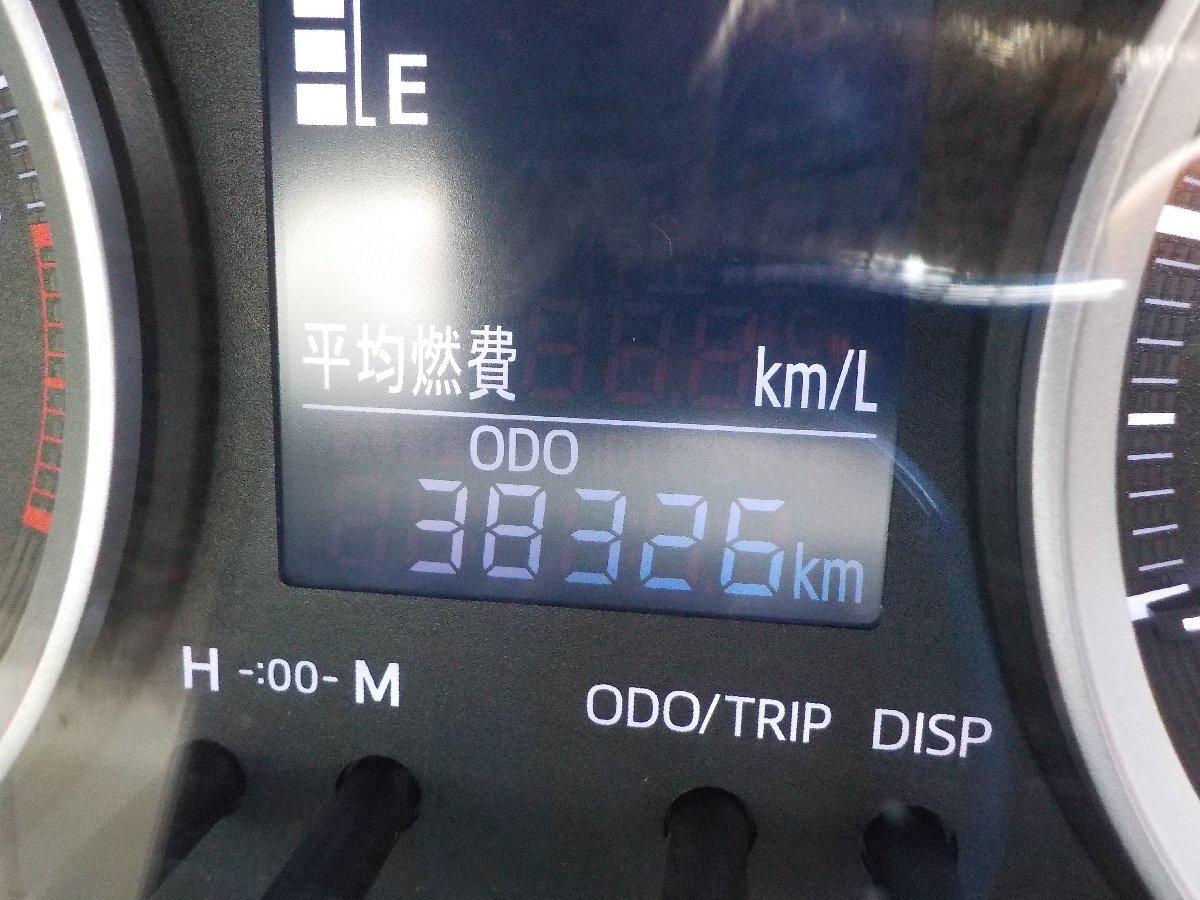 E
平均燃費 km/L
ODO
38326km
H -:00- M
ODO/TRIP DISP